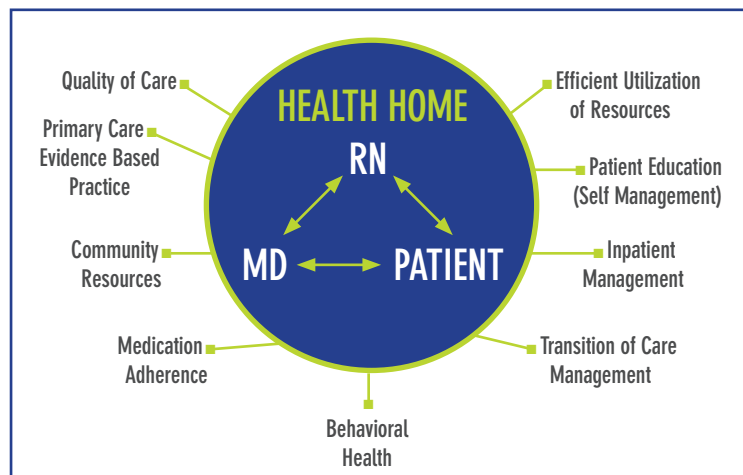 HEALTH HOME
RN
MD
PATIENT
Quality of Care
Primary Care
Evidence Based
Practice
Community
Resources
Medication
Adherence
Behavioral
Health
Efficient Utilization
of Resources
Patient Education
(Self Management)
Inpatient
Management
Transition of Care
Management